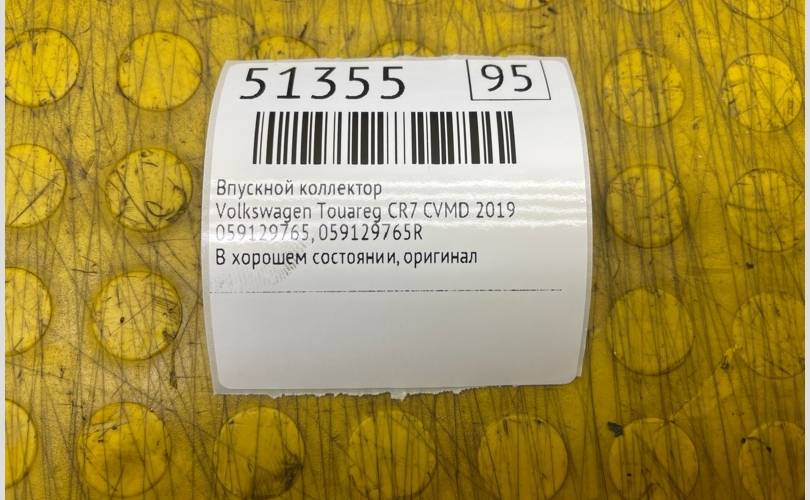 51355 95
Впускной коллектор
Volkswagen Touareg CR7 CVMD 2019
059129765, 059129765R
В хорошем состоянии, оригинал